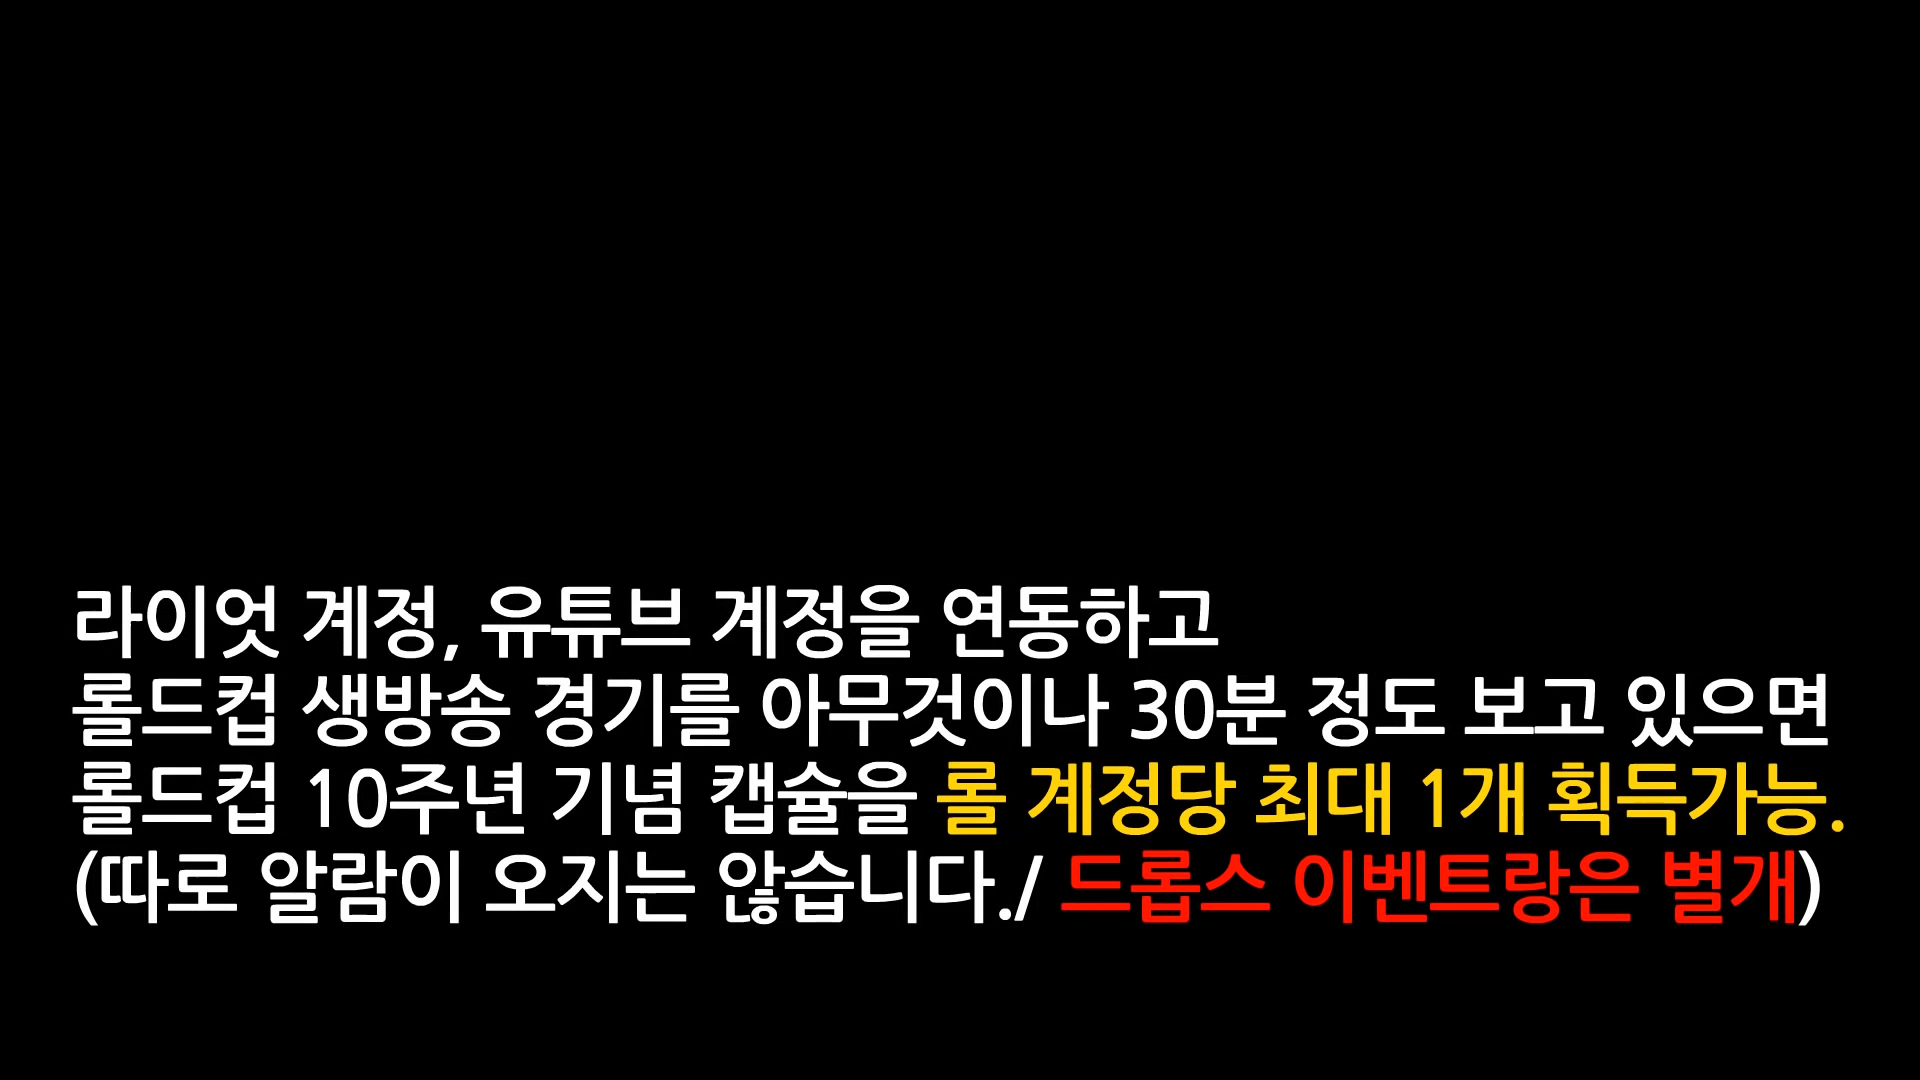 라이엇 계정, 유튜브 계정을 연동하고
롤드컵 생방송 경기를 아무것이나 30분 정도 보고 있으면
롤드컵 10주년 기념 캡슐을 롤 계정당 최대 1개 획득가능.
(따로 알람이 오지는 않습니다./ 드롭스 이벤트랑은 별개)